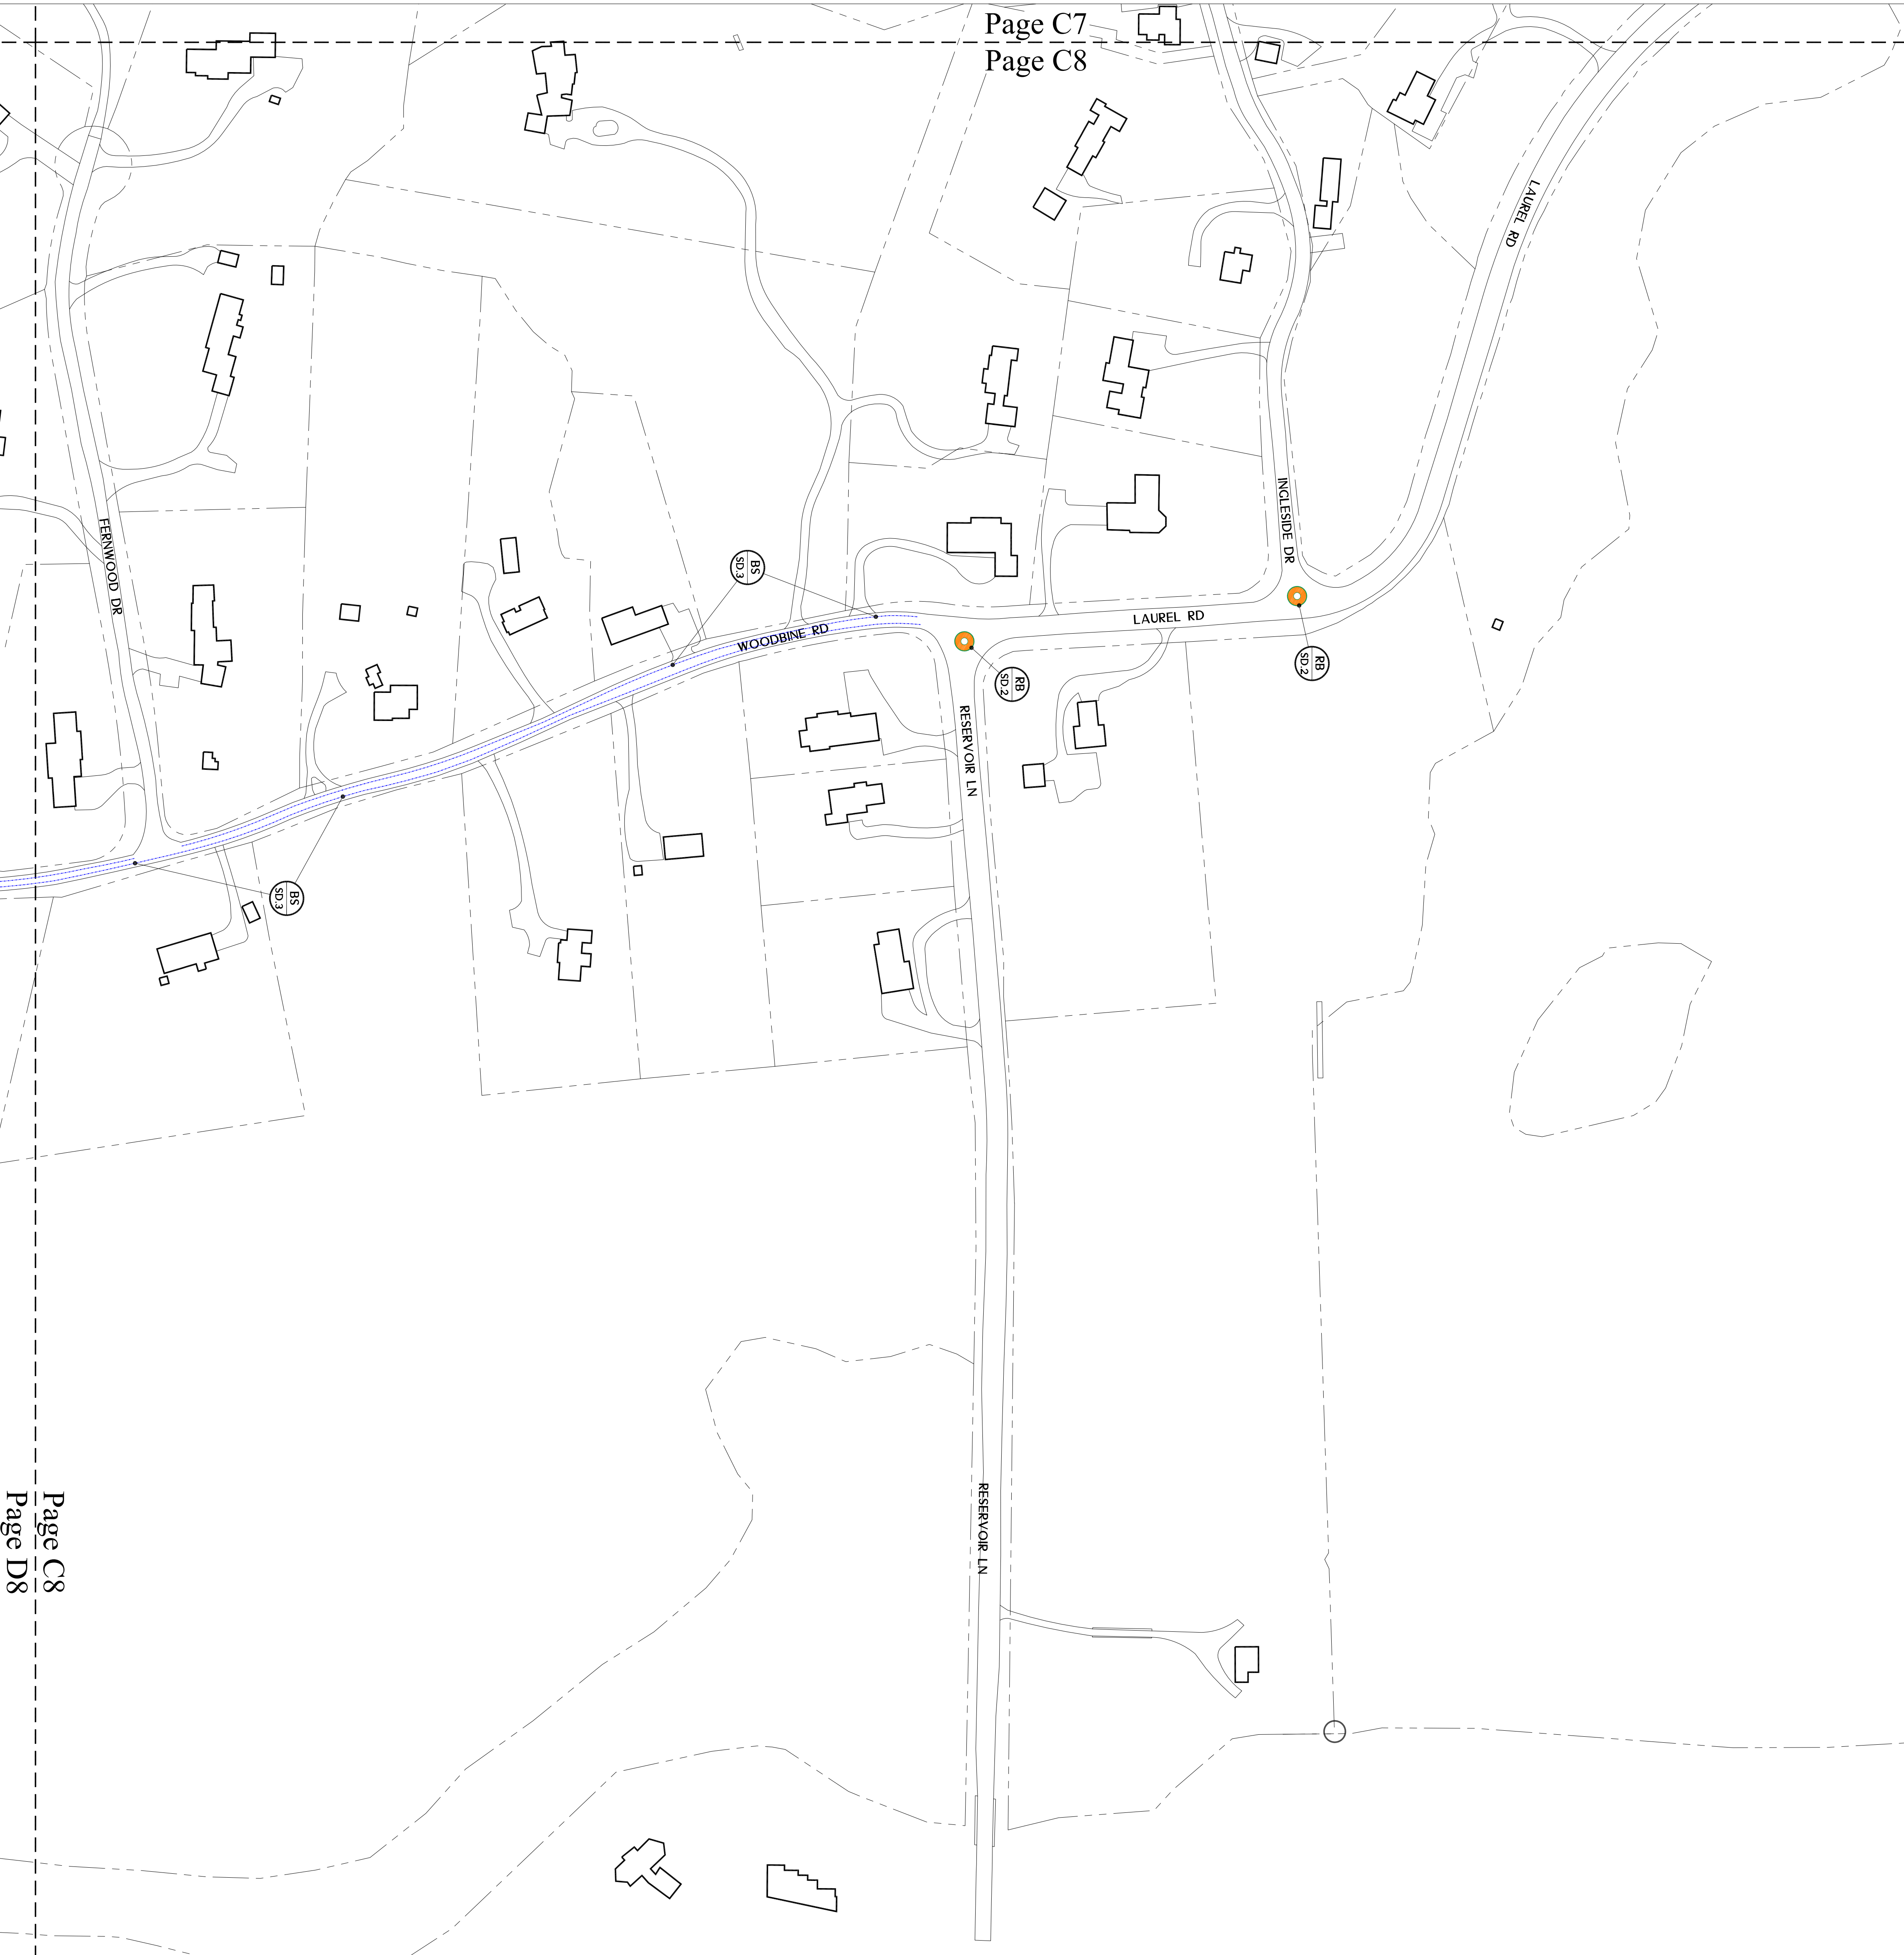 Page C7
Page C8
LAUREL RD
INGLESIDE DR
FERNWOOD DR
BS
SD.3
LAUREL RD
WOODBINE RD
RB
SD.2
RB
SD.2
RESERVOIR LN
BS
SD.3
RESERVOIR LN
Page C8
Page D8